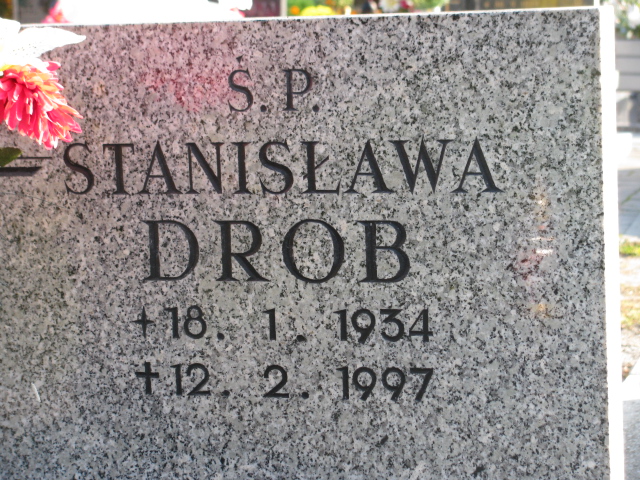 Ś.P.
STANISŁAWA
DROB
+18. 1. 1934
+12. 2. 1997